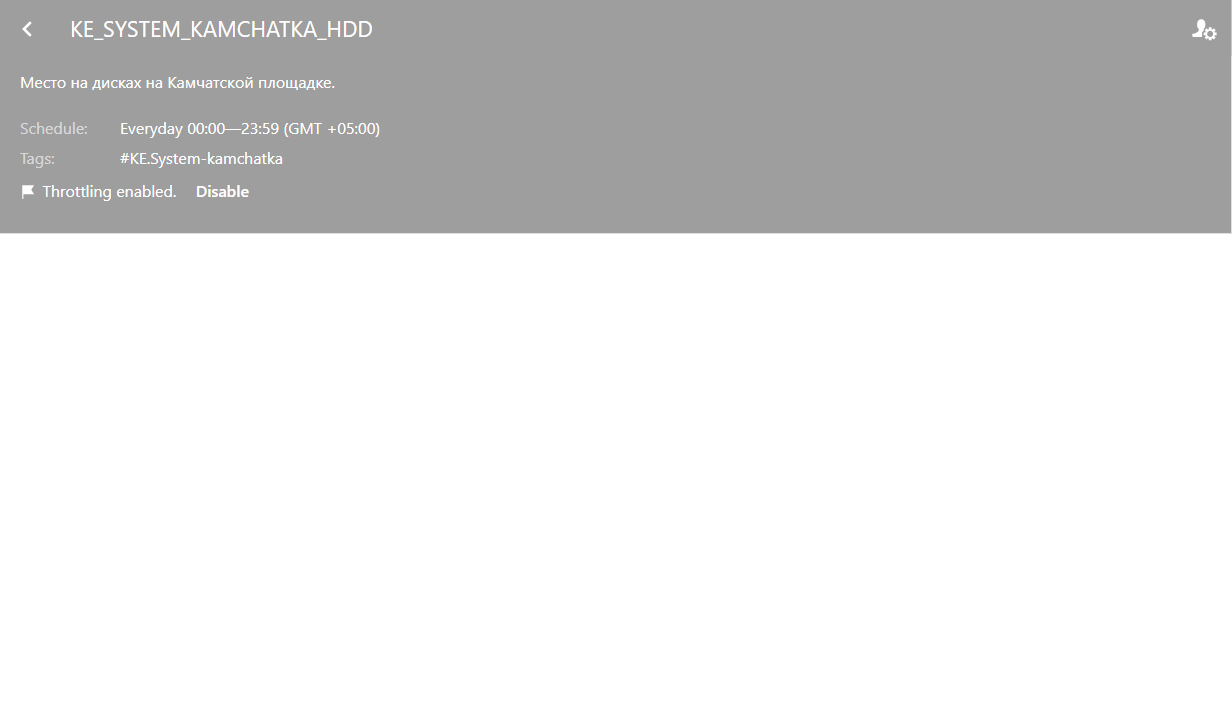 KE_SYSTEM_KAMCHATKA_HDD
Место на дисках на Камчатской площадке.
Schedule: Everyday 00:00—23:59 (GMT +05:00)
Tags: #KE.System-kamchatka
Throttling enabled. Disable